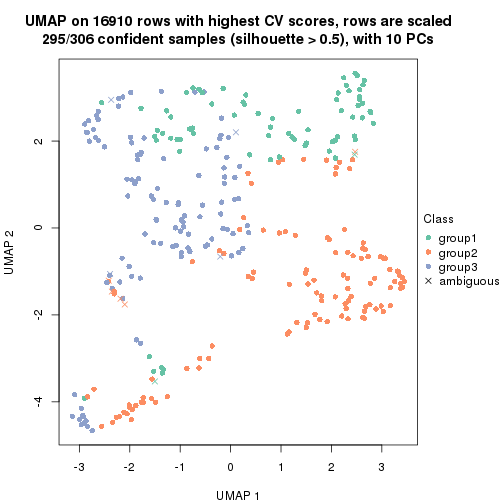 UMAP on 16910 rows with highest CV scores, rows are scaled
295/306 confident samples (silhouette > 0.5), with 10 PCs
2
0
-2
-4
UMAP 2
Class
group1
group2
group3
ambiguous
-3 -2 -1 0 1 2 3
UMAP 1